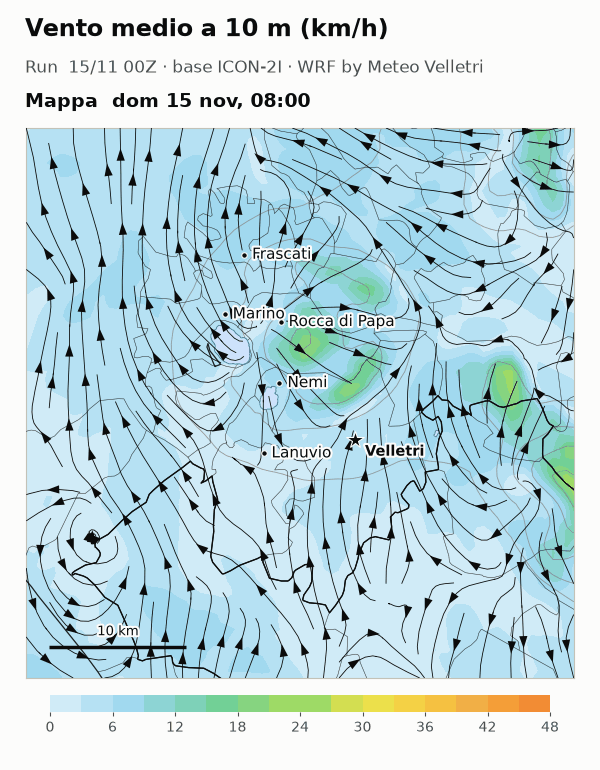 Vento medio a 10 m (km/h)
Run  15/11 00Z · base ICON-2I · WRF by Meteo Velletri
Mappa  dom 15 nov, 08:00
Frascati
Marino
Rocca di Papa
Nemi
Velletri
Lanuvio
10 km
0 6 12 18 24 30 36 42 48